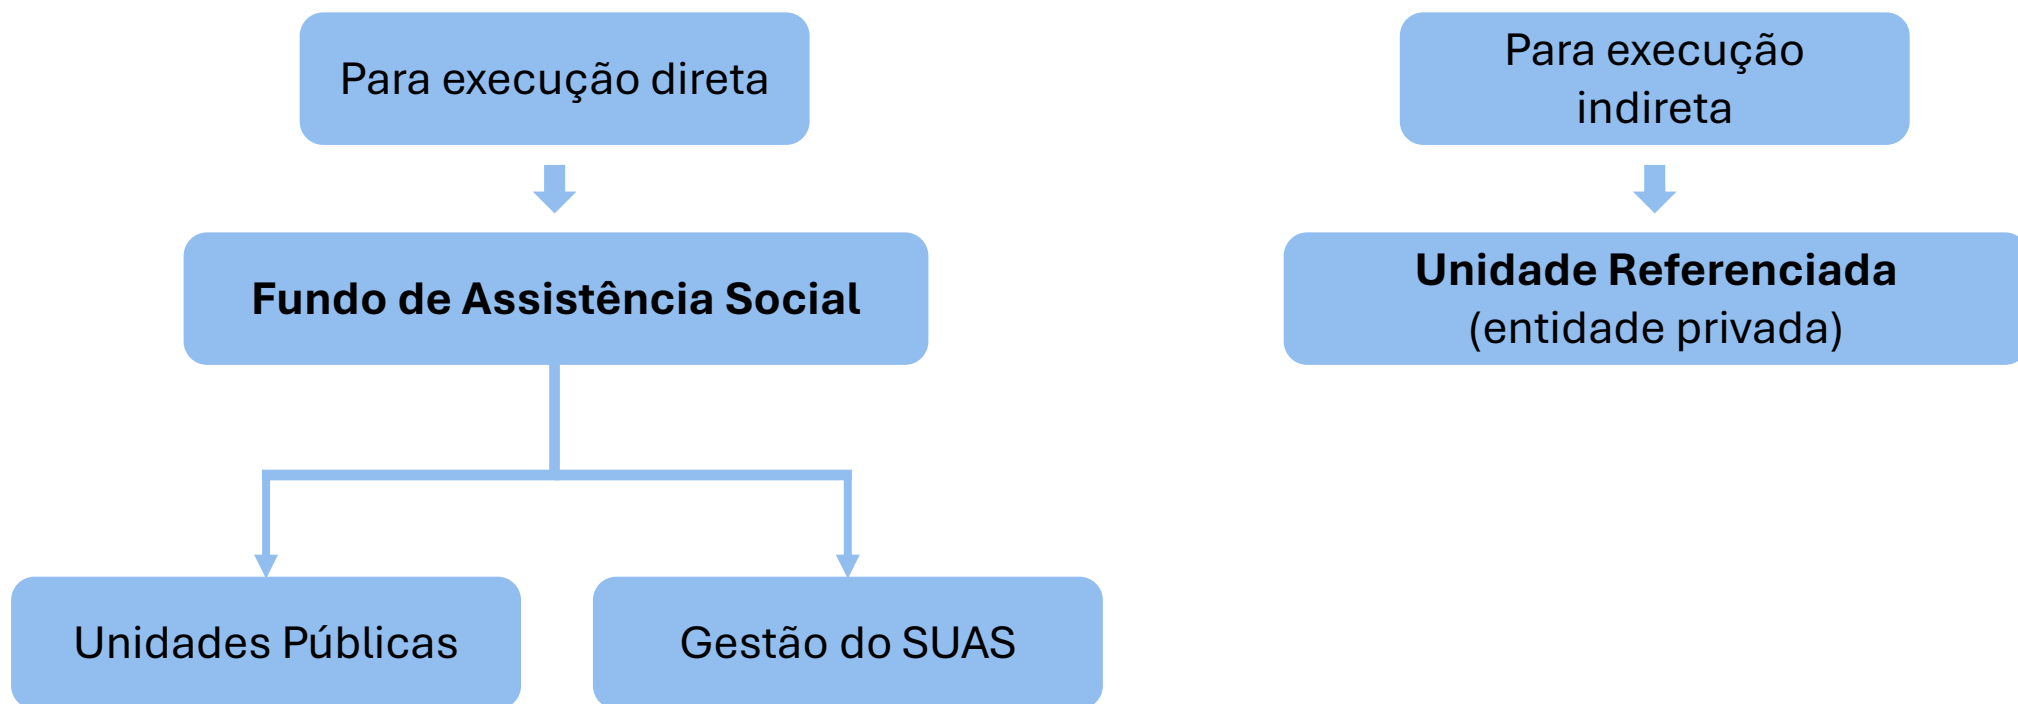 Para execução direta
Fundo de Assistência Social
Unidades Públicas
Gestão do SUAS
Para execução
indireta
Unidade Referenciada
(entidade privada)